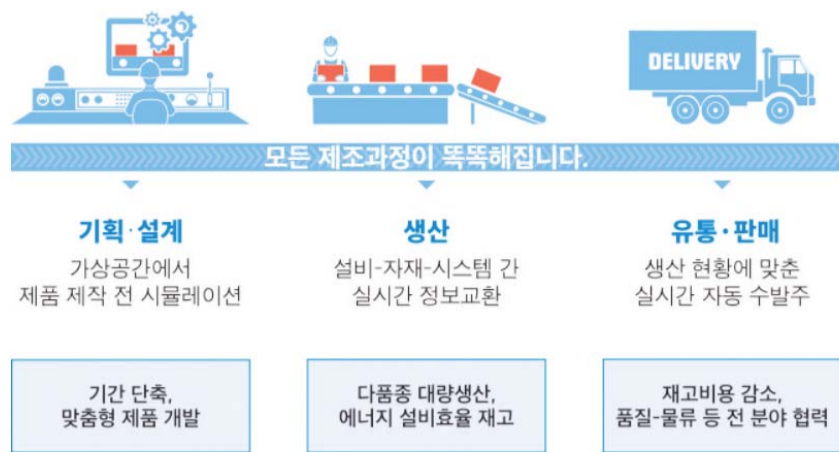 DELIVERY
모든 제조과정이 똑똑해집니다.
기획·설계
가상공간에서
제품 제작 전 시뮬레이션
기간 단축,
맞춤형 제품 개발
생산
설비-자재-시스템 간
실시간 정보교환
다품종 대량생산,
에너지 설비효율 재고
유통·판매
생산 현황에 맞춘
실시간 자동 수발주
재고비용 감소,
품질-물류 등 전 분야 협력